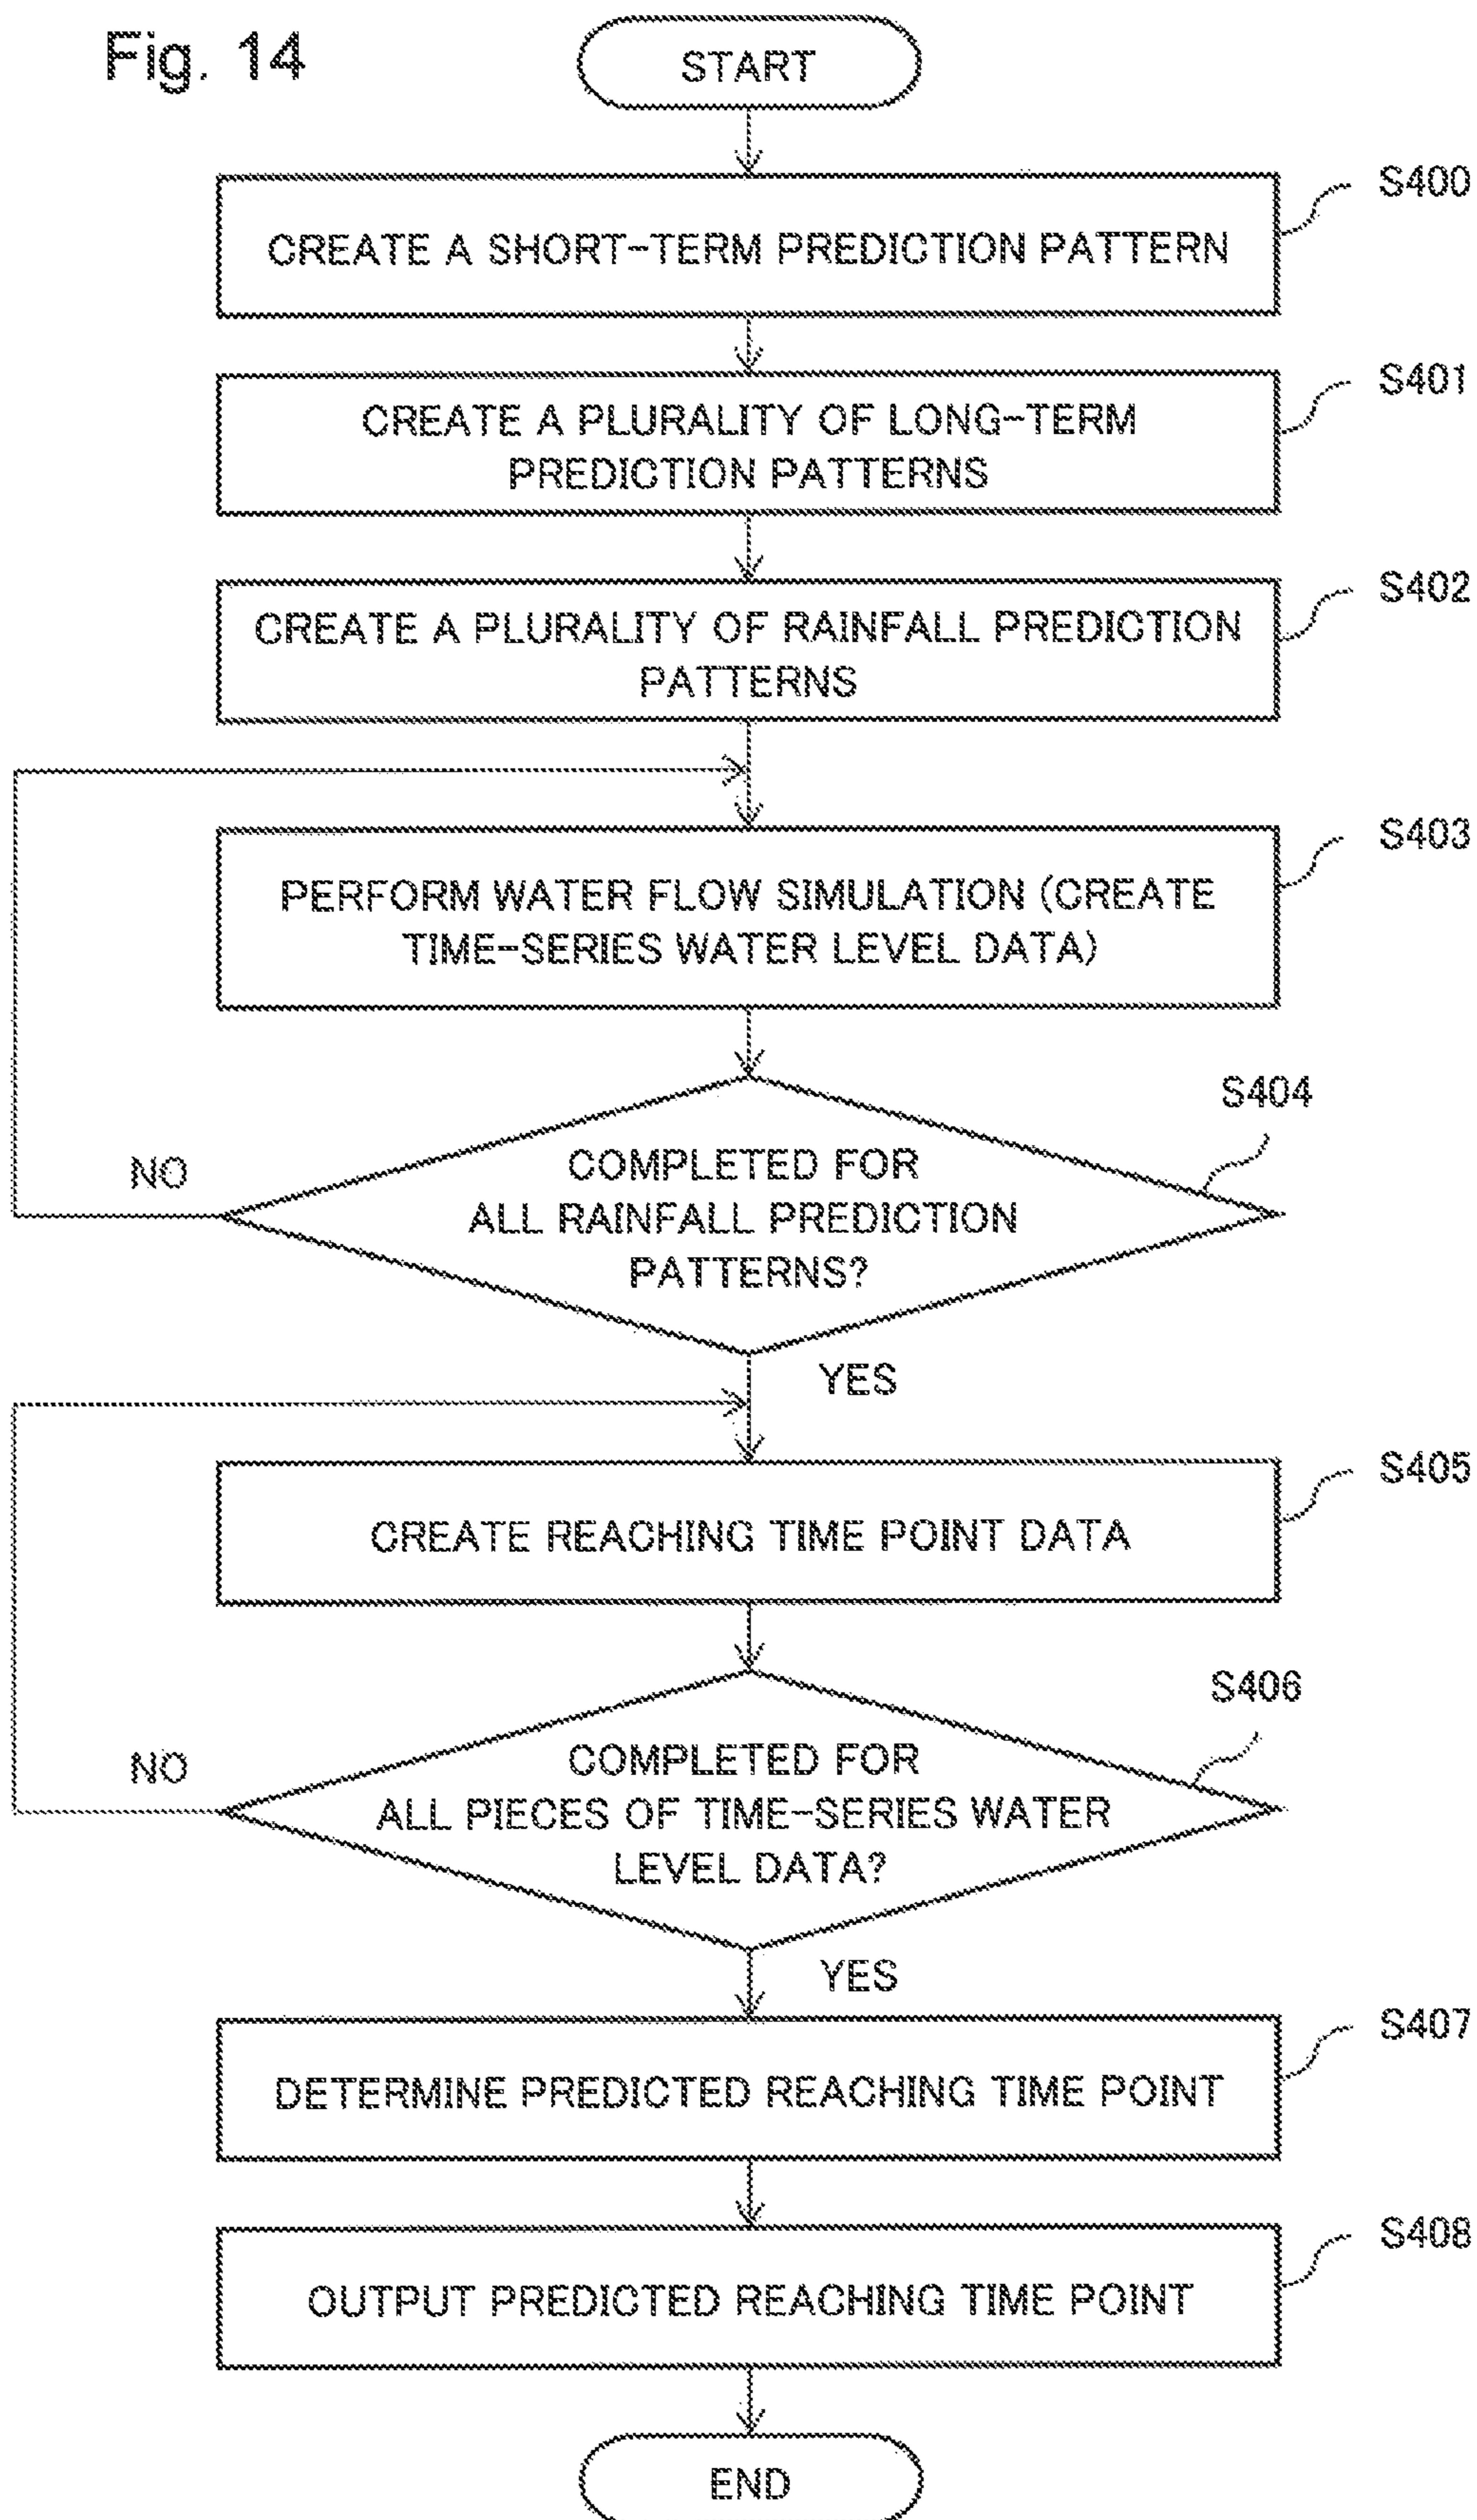 Fig. 14
START
S400
CREATE A SHORT-TERM PREDICTION PATTERN
S401
CREATE A PLURALITY OF LONG-TERM
PREDICTION PATTERNS
S402
CREATE A PLURALITY OF RAINFALL PREDICTION
PATTERNS
S403
PERFORM WATER FLOW SIMULATION (CREATE
TIME-SERIES WATER LEVEL DATA)
S404
NO
COMPLETED FOR
ALL RAINFALL PREDICTION
PATTERNS?
YES
S405
CREATE REACHING TIME POINT DATA
S406
NO
COMPLETED FOR
ALL PIECES OF TIME-SERIES WATER
LEVEL DATA?
YES
S407
DETERMINE PREDICTED REACHING TIME POINT
S408
OUTPUT PREDICTED REACHING TIME POINT
END